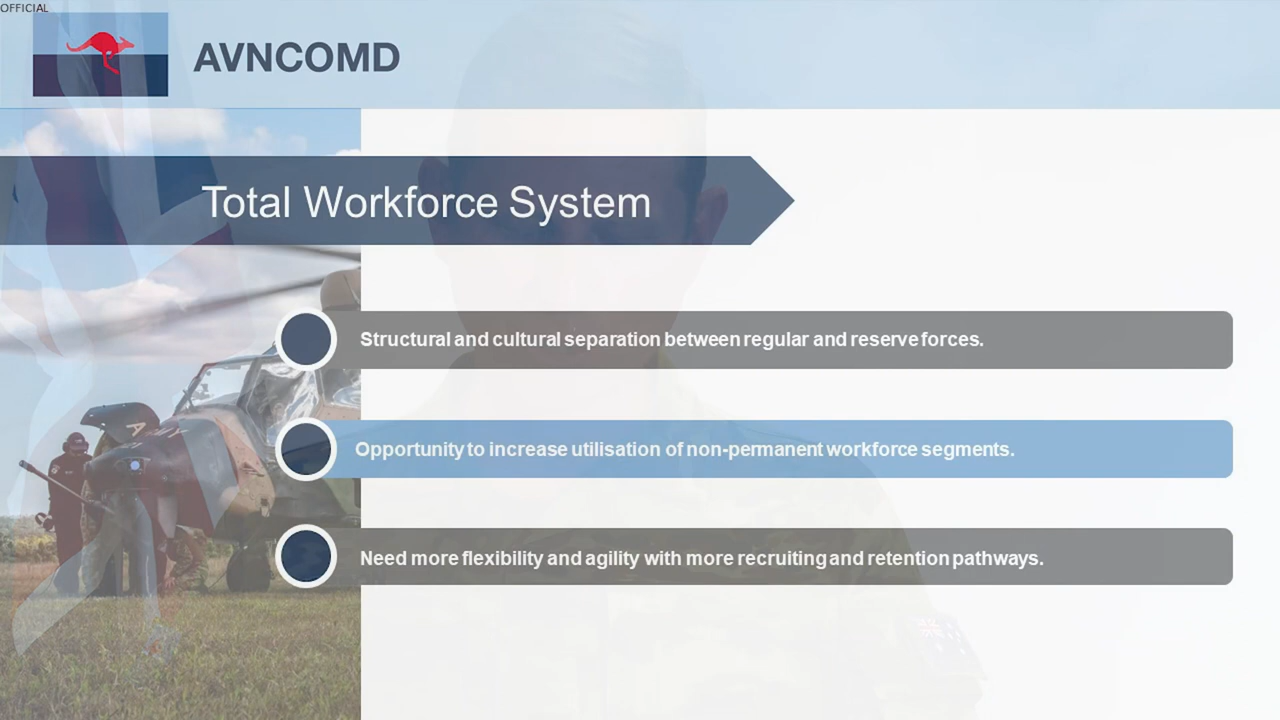 OFFICIAL
AVNCOMD
Total Workforce System
Structural and cultural separation between regular and reserve forces.
Opportunity to increase utilisation of non-permanent workforce segments.
Need more flexibility and agility with more recruiting and retention pathways.
ARMY